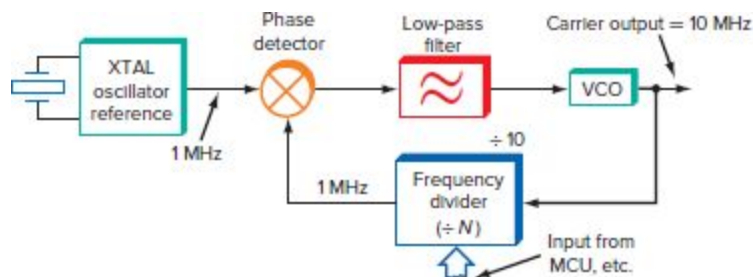 Phase
detector
Low-pass
filter
Carrier output = 10 MHz
XTAL
oscillator
reference
VCO
1 MHz
÷ 10
1 MHz
Frequency
divider
(÷ N)
Input from
MCU, etc.